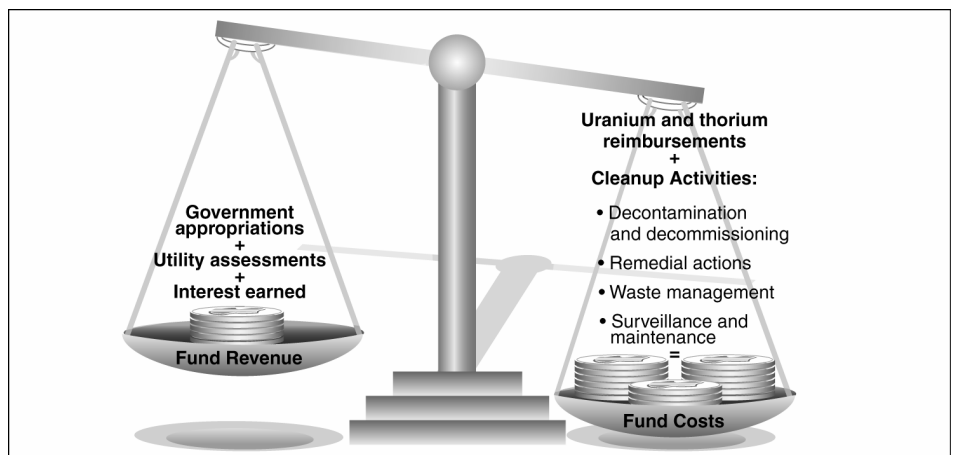 Government
appropriations
+
Utility assessments
+
Interest earned
Fund Revenue
Uranium and thorium
reimbursements
+
Cleanup Activities:
• Decontamination
and decommissioning
• Remedial actions
• Waste management
• Surveillance and
maintenance
=
Fund Costs